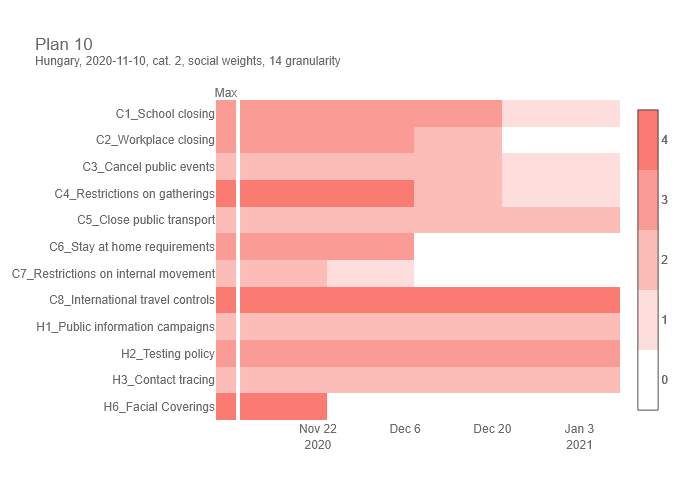 Plan 10
Hungary, 2020-11-10, cat. 2, social weights, 14 granularity
Max
C1_School closing
C2_Workplace closing
C3_Cancel public events
C4_Restrictions on gatherings
C5_Close public transport
C6_Stay at home requirements
C7_Restrictions on internal movement
C8_International travel controls
H1_Public information campaigns
H2_Testing policy
H3_Contact tracing
H6_Facial Coverings
Nov 22 Dec 6 Dec 20 Jan 3
2020 2021
4
3
2
1
0